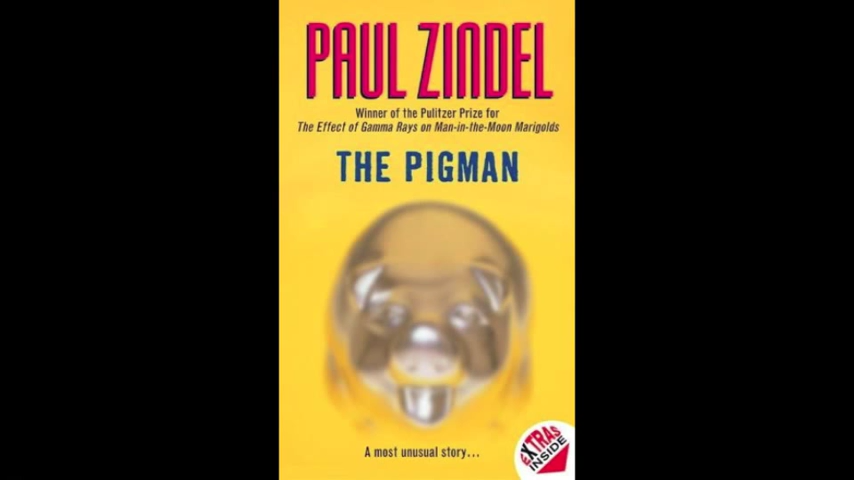 PAUL ZINDEL
Winner of the Pulitzer Prize for
The Effect of Gamma Rays on Man-in-the-Moon Marigolds
THE PIGMAN
A most unusual story...
EXTRAS
INSIDE